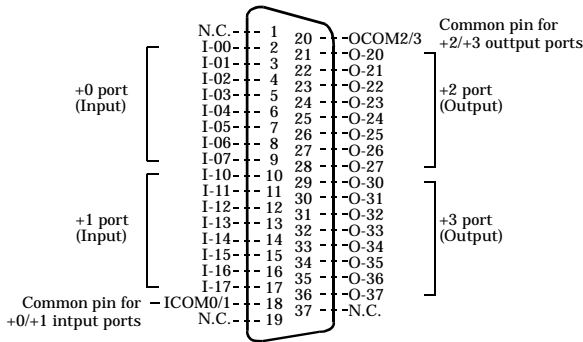 N.C. 1
I-00 2
I-01 3
I-02 4
I-03 5
I-04 6
I-05 7
I-06 8
I-07 9
I-10 10
I-11 11
I-12 12
I-13 13
I-14 14
I-15 15
I-16 16
I-17 17
ICOM0/1 18
N.C. 19
+0 port
(Input)
+1 port
(Input)
Common pin for
+0/+1 intput ports
20 OCOM2/3
21 O-20
22 O-21
23 O-22
24 O-23
25 O-24
26 O-25
27 O-26
28 O-27
29 O-30
30 O-31
31 O-32
32 O-33
33 O-34
34 O-35
35 O-36
36 O-37
37 N.C.
Common pin for
+2/+3 outtput ports
+2 port
(Output)
+3 port
(Output)